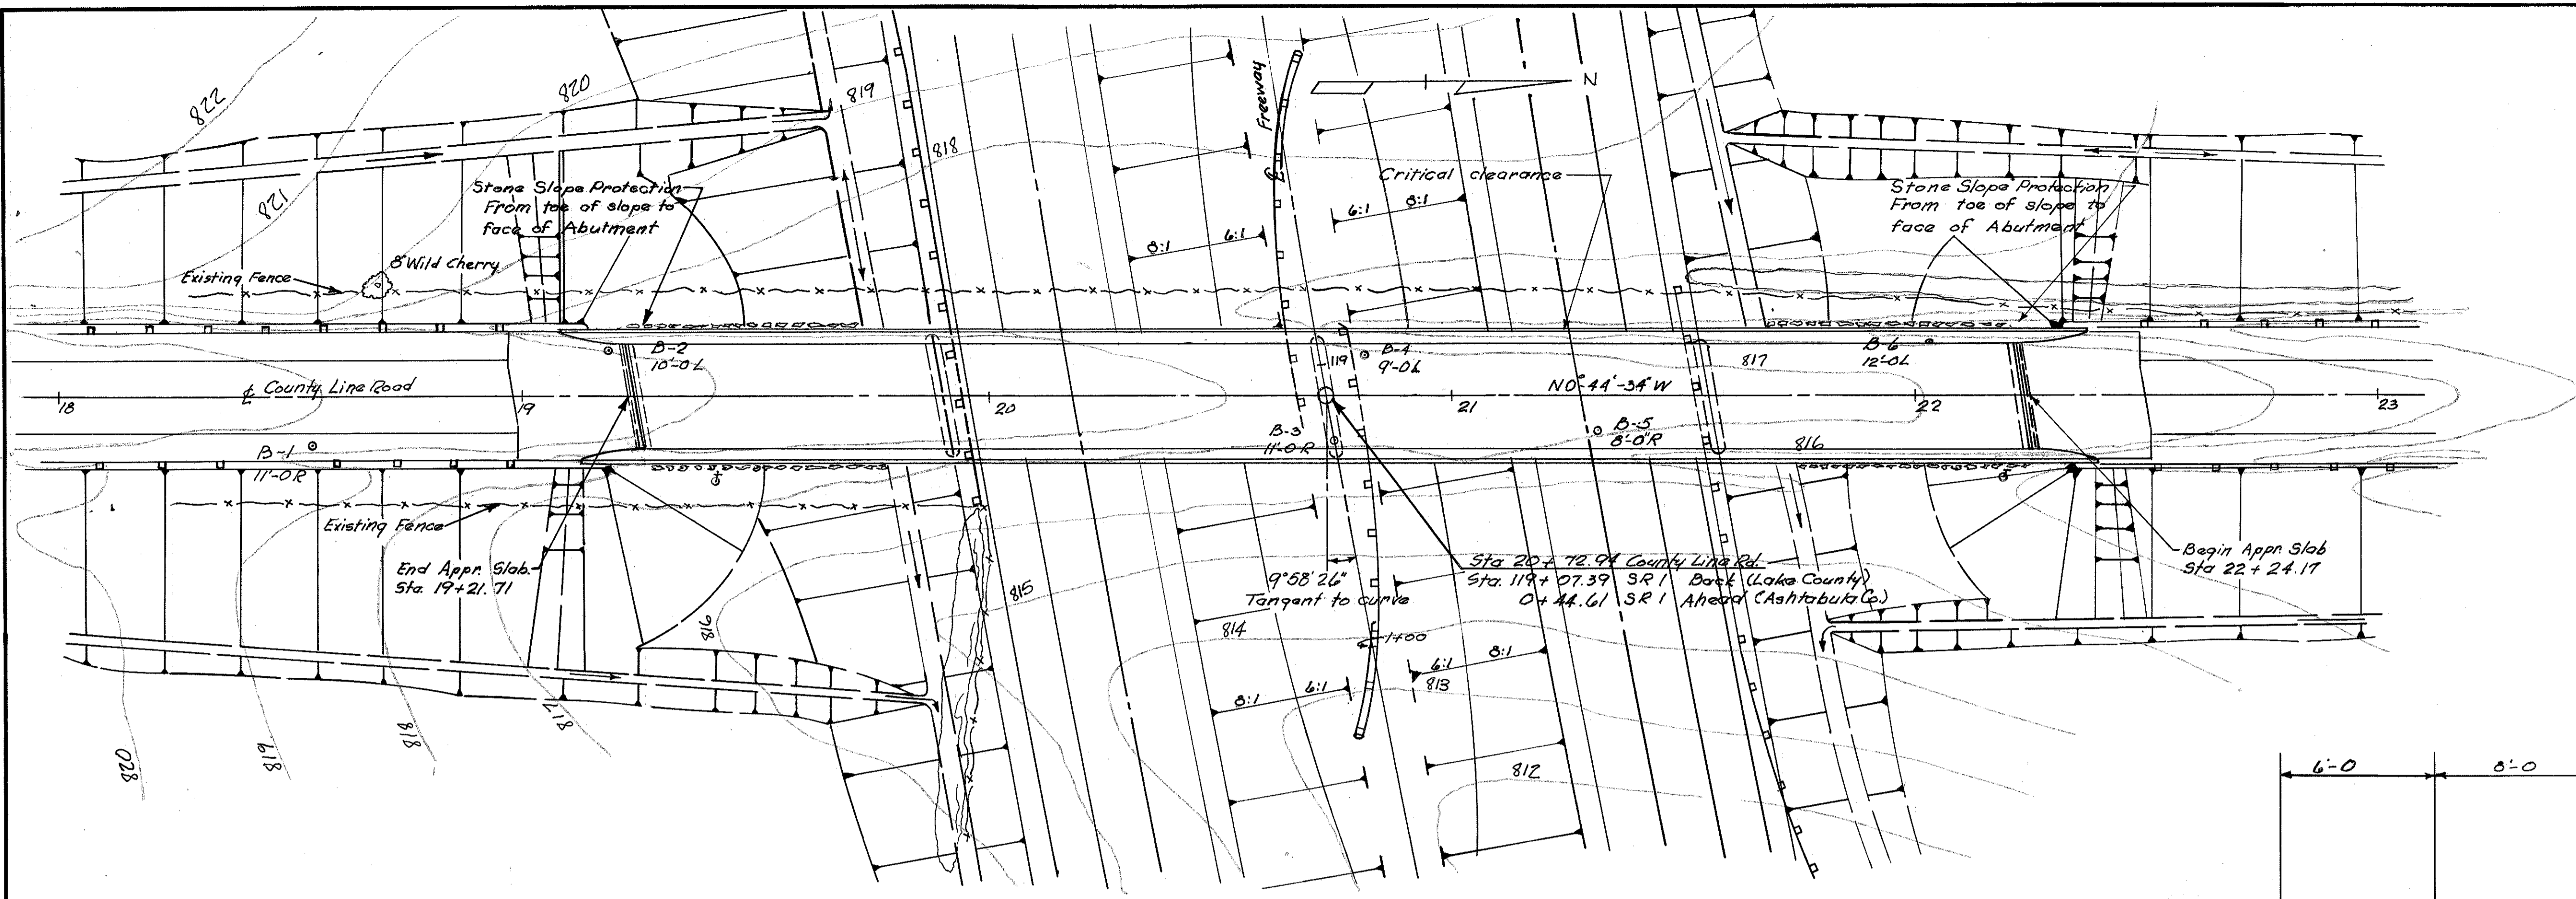 822
820
819
818
821
Freeway
N
Critical clearance
Stone Slope Protection
From toe of slope to
face of Abutment
Stone Slope Protection
From toe of slope to
face of Abutment
6:1
8:1
8:1
6:1
8"Wild Cherry
Existing Fence
B-2
10'-0 L
119
B-4
9'-0 L
817
B-6
12'-0 L
₵ County Line Road
N0°-44'-34"W
18
19
20
21
22
23
B-1
11'-0 R
B-3
11'-0 R
B-5
8'-0"R
816
Existing Fence
End Appr. Slab.
Sta. 19+21.71
9°58'26"
Tangent to curve
Sta 20+72.94 County Line Rd.
Sta. 119+07.39 SR 1 Back (Lake County)
0+44.61 SR 1 Ahead (Ashtabula Co.)
Begin Appr. Slab
Sta 22+24.17
815
816
814
1+00
6:1
8:1
813
8:1
6:1
817
818
819
820
812
6'-0
8'-0